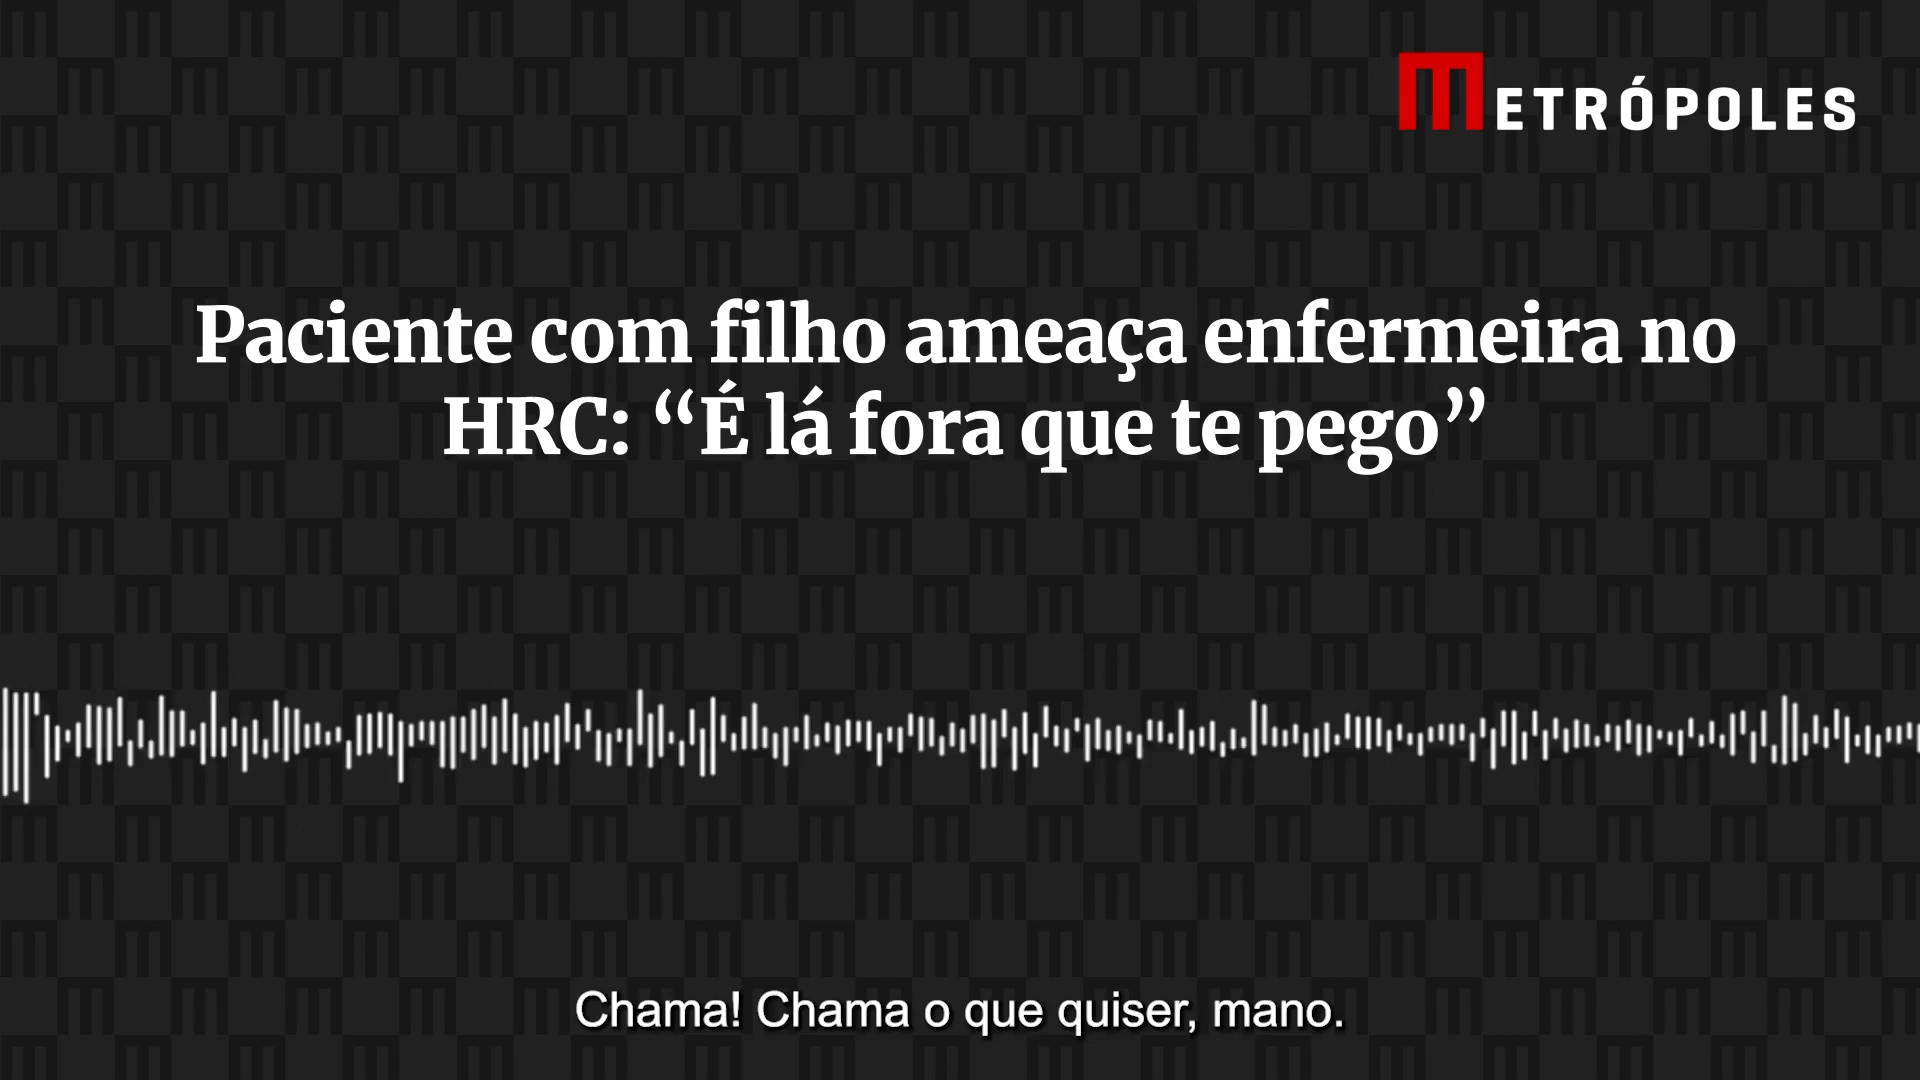 METRÓPOLES
Paciente com filho ameaça enfermeira no
HRC: “É lá fora que te pego”
Chama! Chama o que quiser, mano.